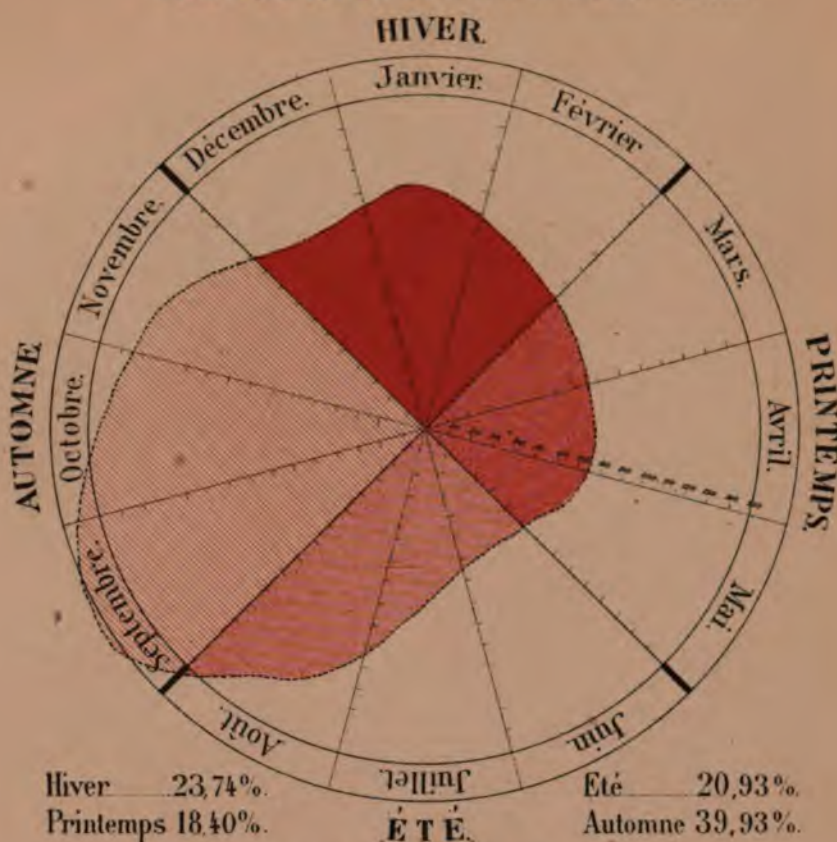 HIVER.
Janvier.
Février
Mars.
Avril.
Mai.
Juin.
Juillet.
Août.
Septembre.
Octobre.
Novembre.
Décembre.
PRINTEMPS.
ÉTÉ.
AUTOMNE
Hiver 23,74%.
Printemps 18,40%.
Eté 20,93%.
Automne 39,93%.